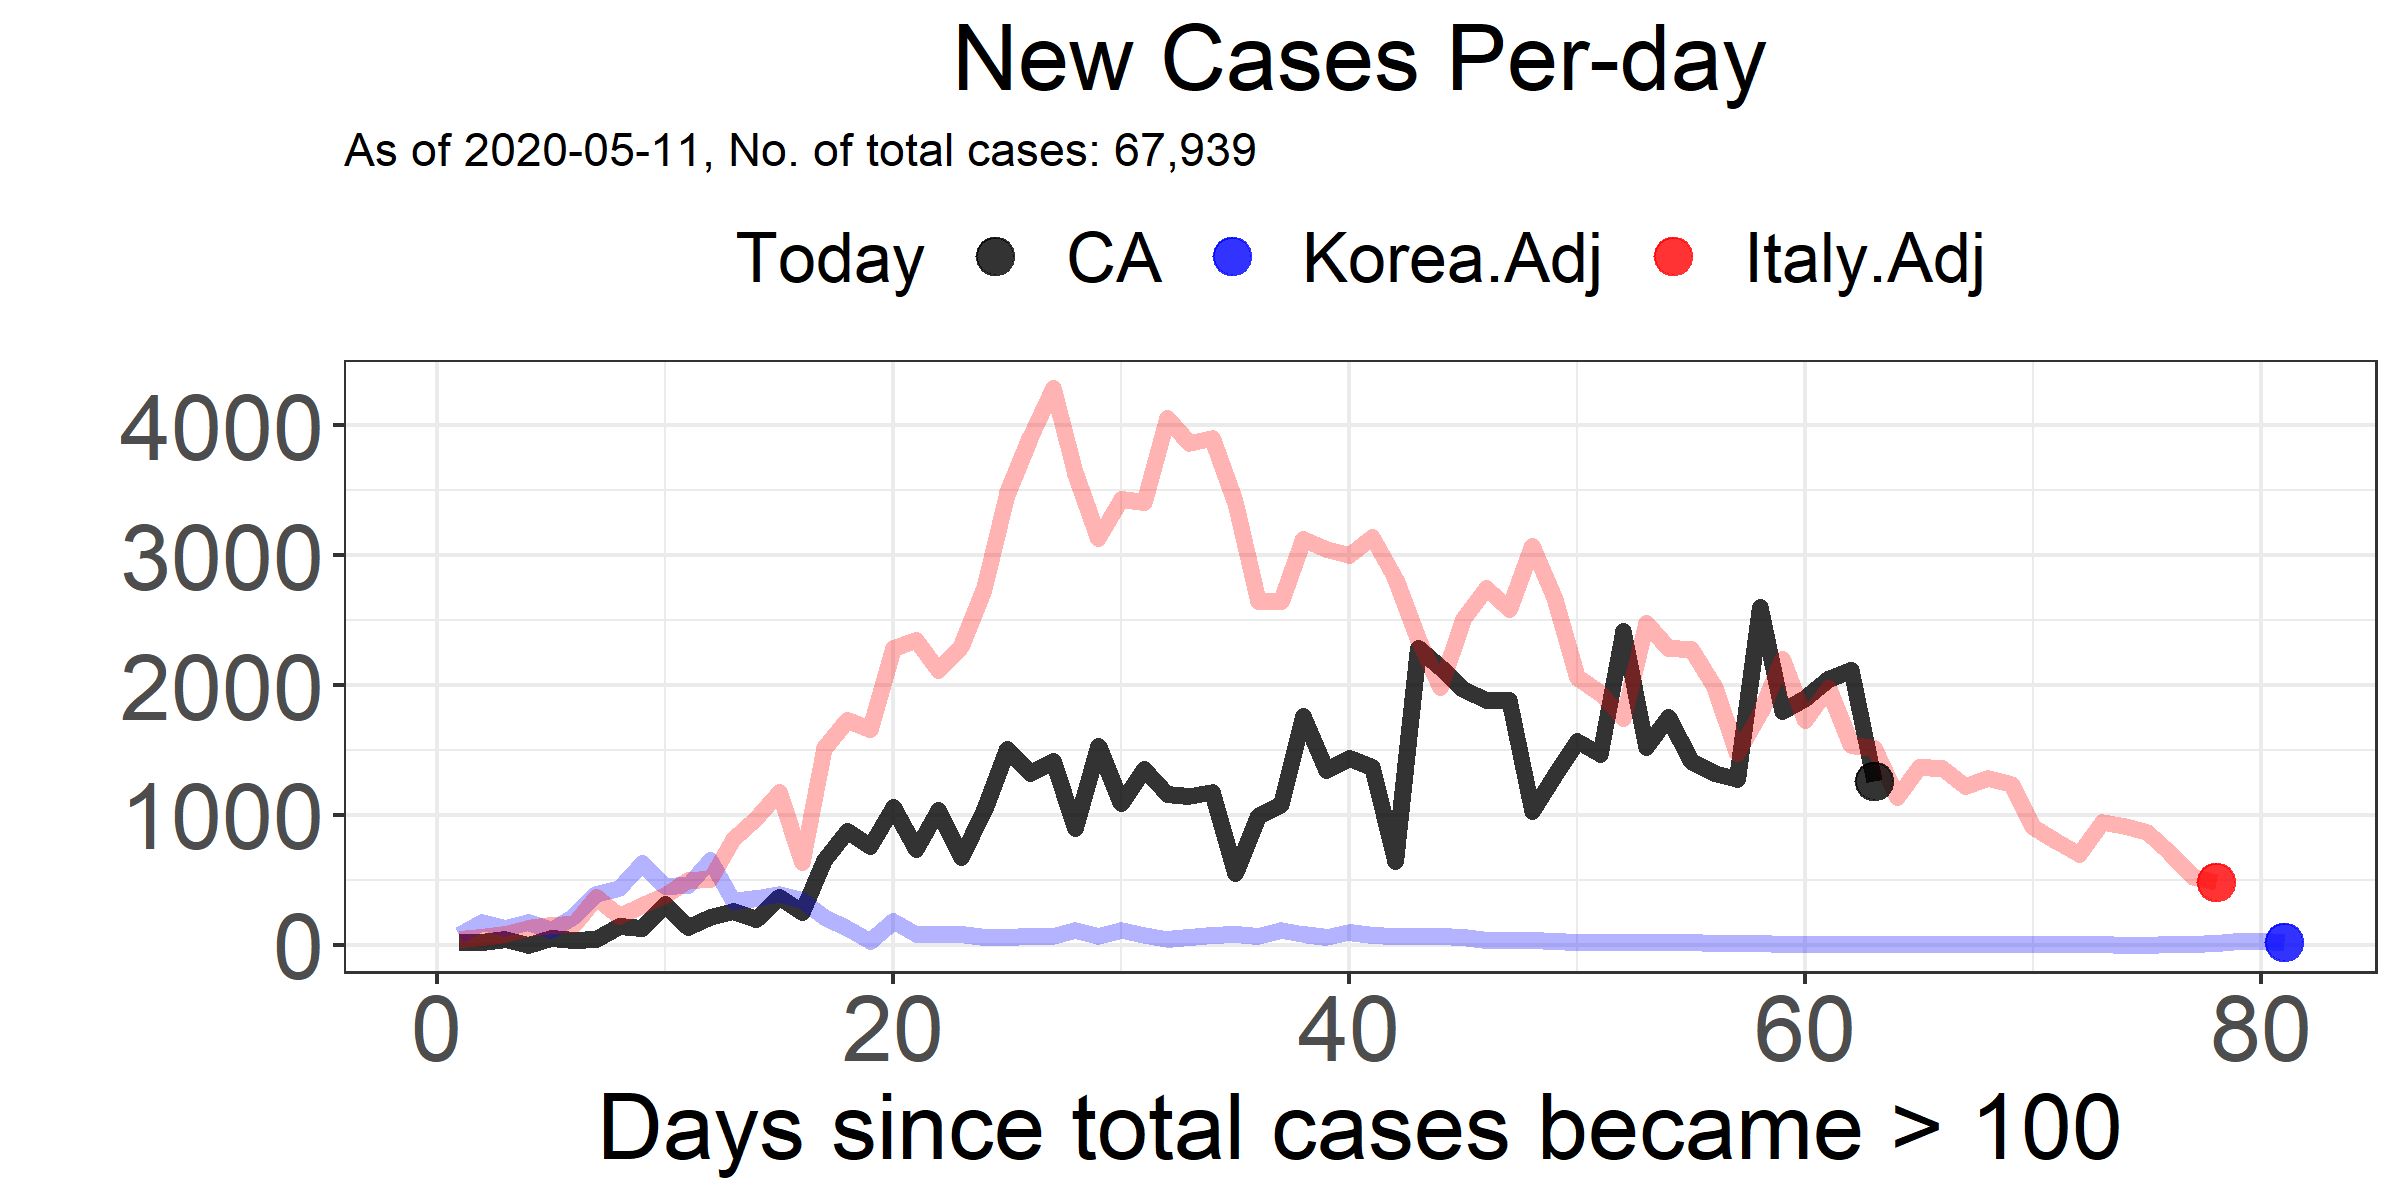 New Cases Per-day
As of 2020-05-11, No. of total cases: 67,939
Today CA Korea.Adj Italy.Adj
4000
3000
2000
1000
0
0 20 40 60 80
Days since total cases became > 100